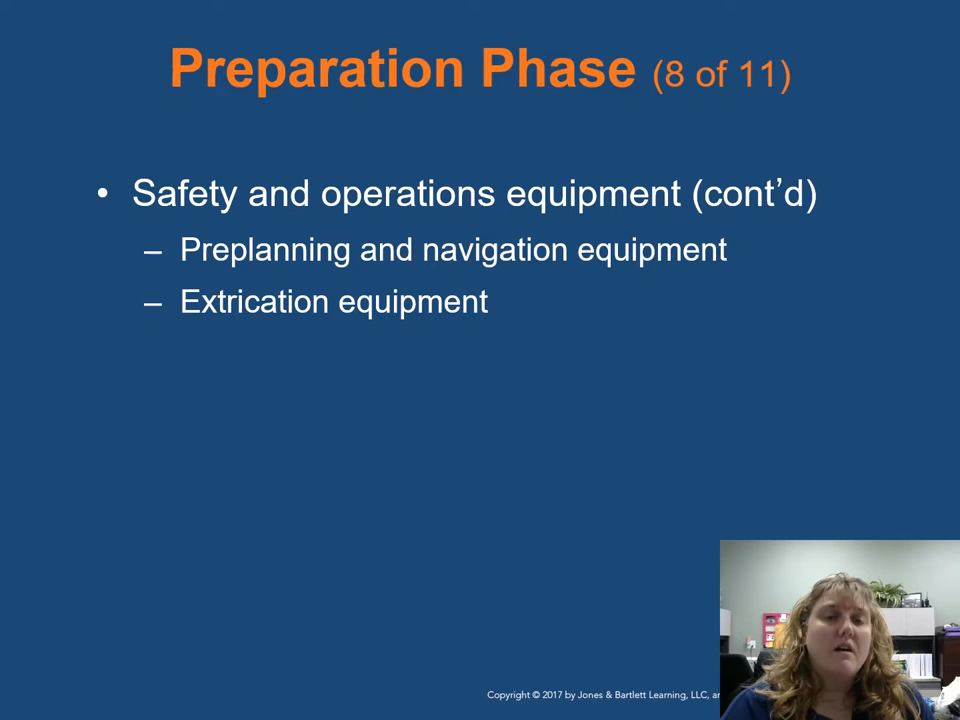 Preparation Phase (8 of 11)
• Safety and operations equipment (cont’d)
– Preplanning and navigation equipment
– Extrication equipment
Copyright © 2017 by Jones & Bartlett Learning, LLC,